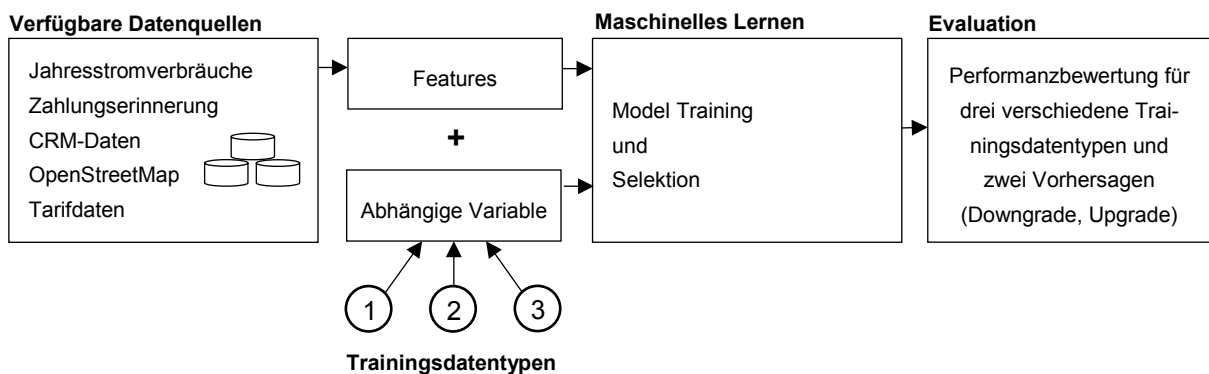 Verfügbare Datenquellen
Jahresstromverbräuche
Zahlungserinnerung
CRM-Daten
OpenStreetMap
Tarifdaten
Features
+
Abhängige Variable
1 2 3
Trainingsdatentypen
Maschinelles Lernen
Model Training
und
Selektion
Evaluation
Performanzbewertung für
drei verschiedene Trai-
ningsdatentypen und
zwei Vorhersagen
(Downgrade, Upgrade)